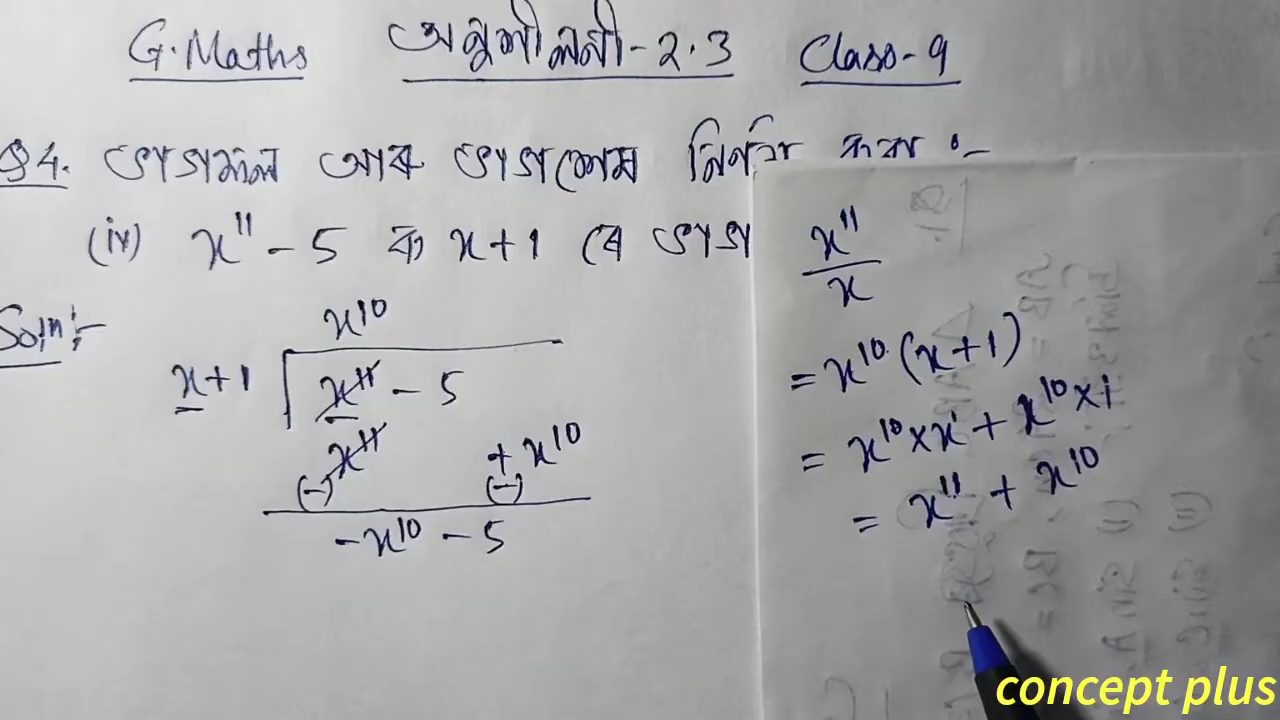 G.Maths অনুশীলনী-2.3 Class-9
Q4. ভাগফল আৰু ভাগশেষ নিৰ্ণয় কৰা :-
(iv) x¹¹ - 5 ক x+1 ৰে ভাগ
Soln:-
x¹⁰
x+1 x¹¹ - 5
(-)x¹¹ +(-) x¹⁰
-x¹⁰ - 5
x¹¹/x
= x¹⁰(x+1)
= x¹⁰×x¹ + x¹⁰×1
= x¹¹ + x¹⁰
concept plus